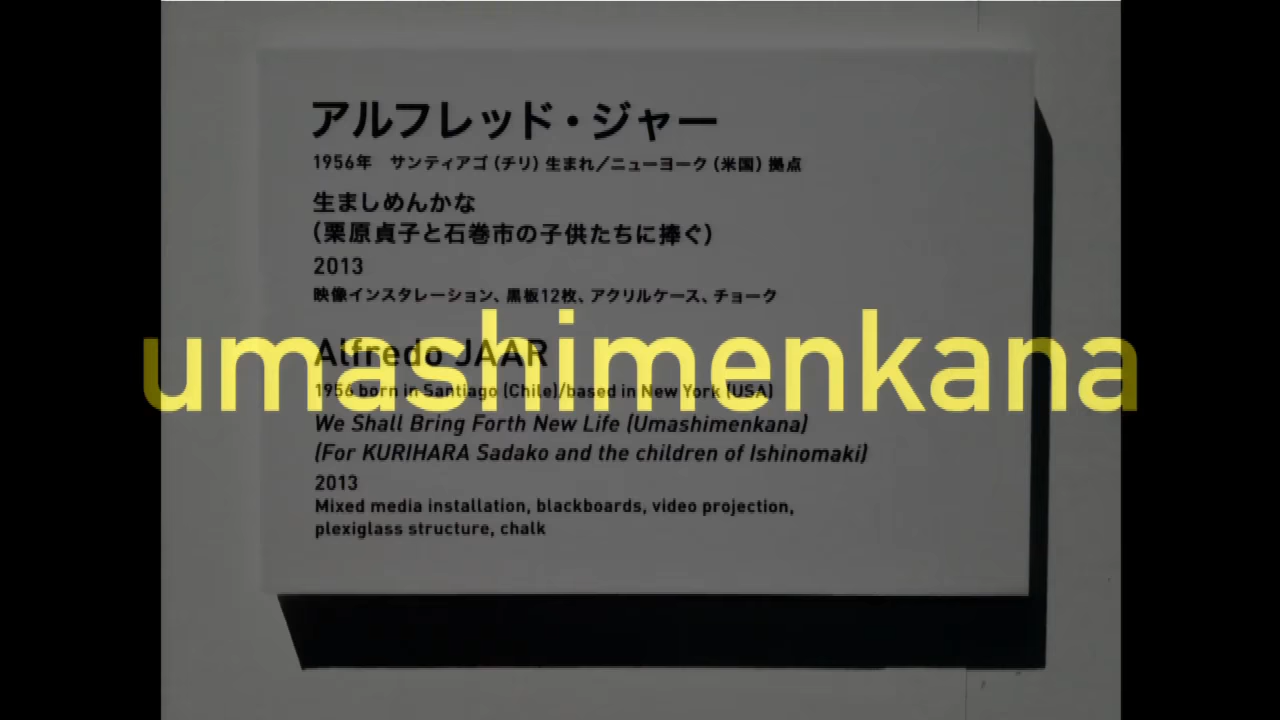 アルフレッド・ジャー
1956年 サンティアゴ（チリ）生まれ／ニューヨーク（米国）拠点
生ましめんかな
（栗原貞子と石巻市の子供たちに捧ぐ）
2013
映像インスタレーション、黒板12枚、アクリルケース、チョーク
umashimenkana
Alfredo JAAR
1956 born in Santiago (Chile)/based in New York (USA)
We Shall Bring Forth New Life (Umashimenkana)
(For KURIHARA Sadako and the children of Ishinomaki)
2013
Mixed media installation, blackboards, video projection,
plexiglass structure, chalk